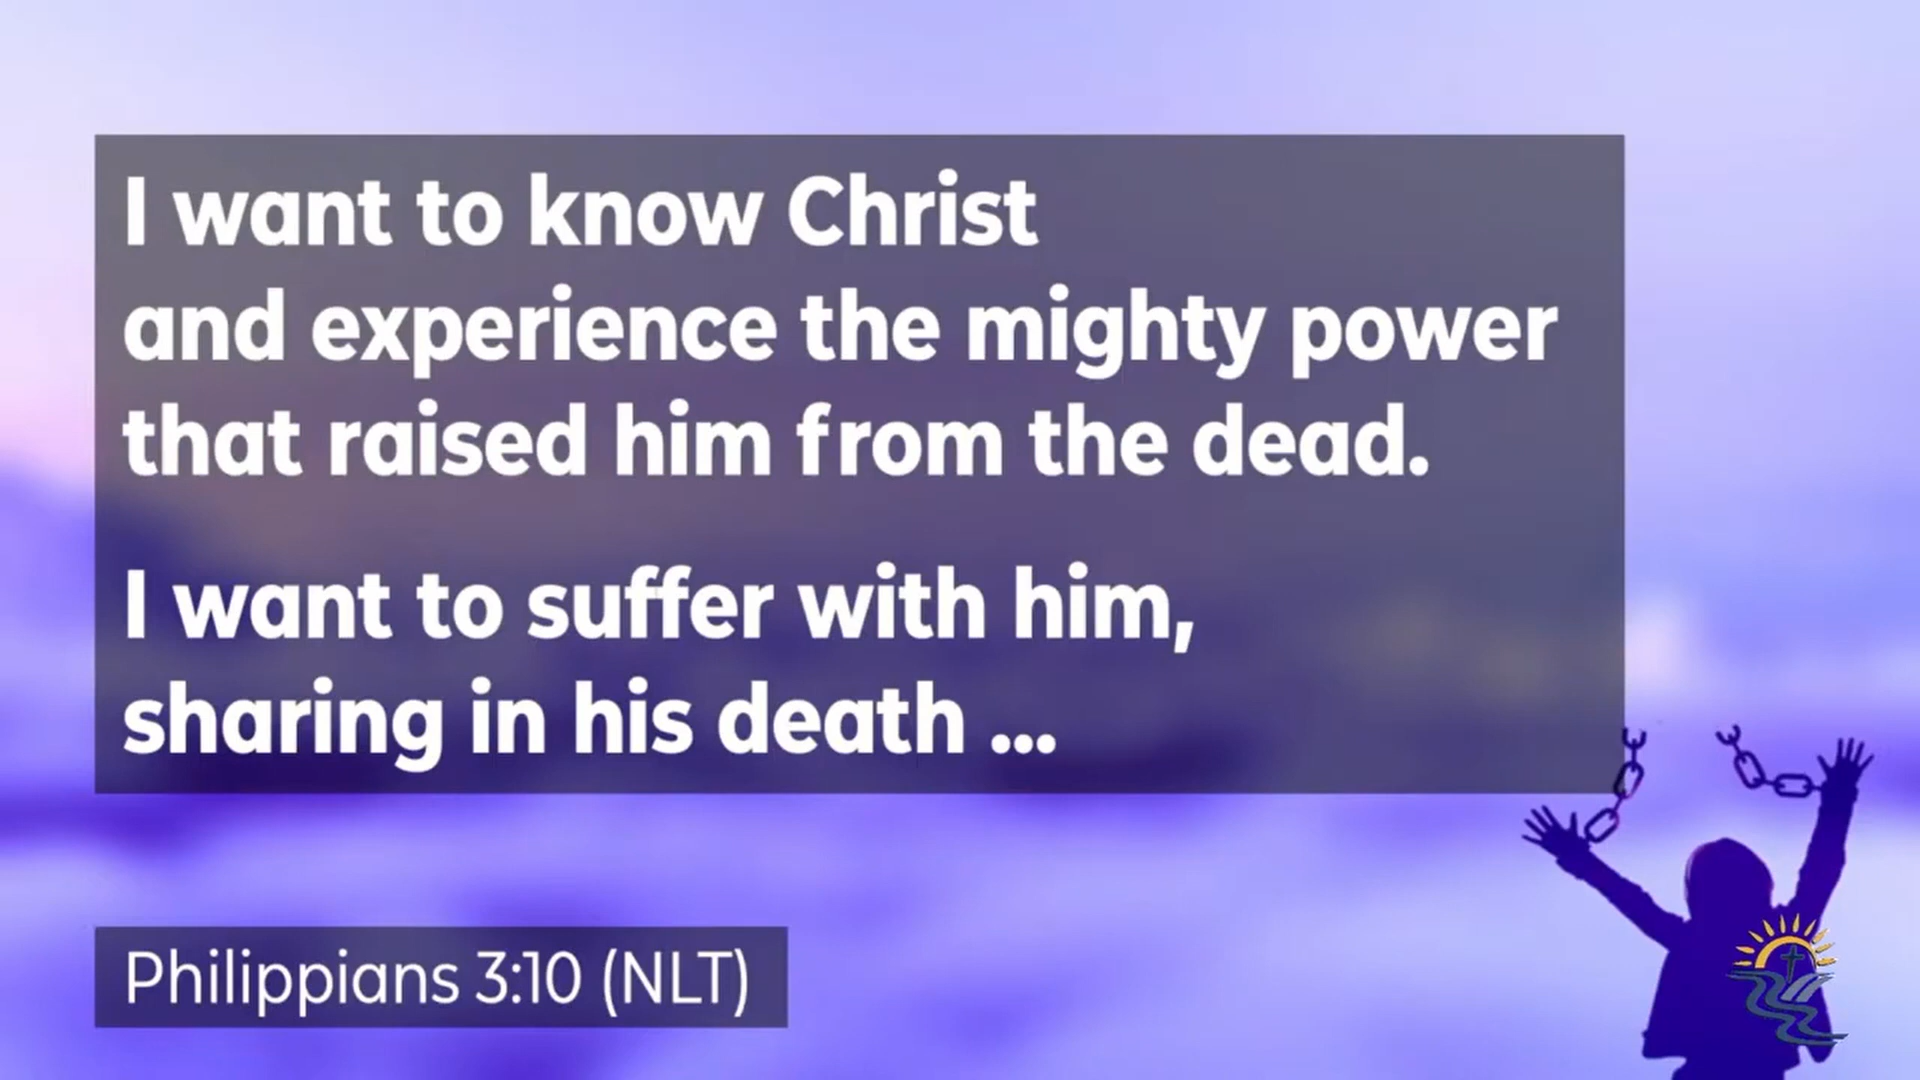 I want to know Christ
and experience the mighty power
that raised him from the dead.
I want to suffer with him,
sharing in his death ...
Philippians 3:10 (NLT)